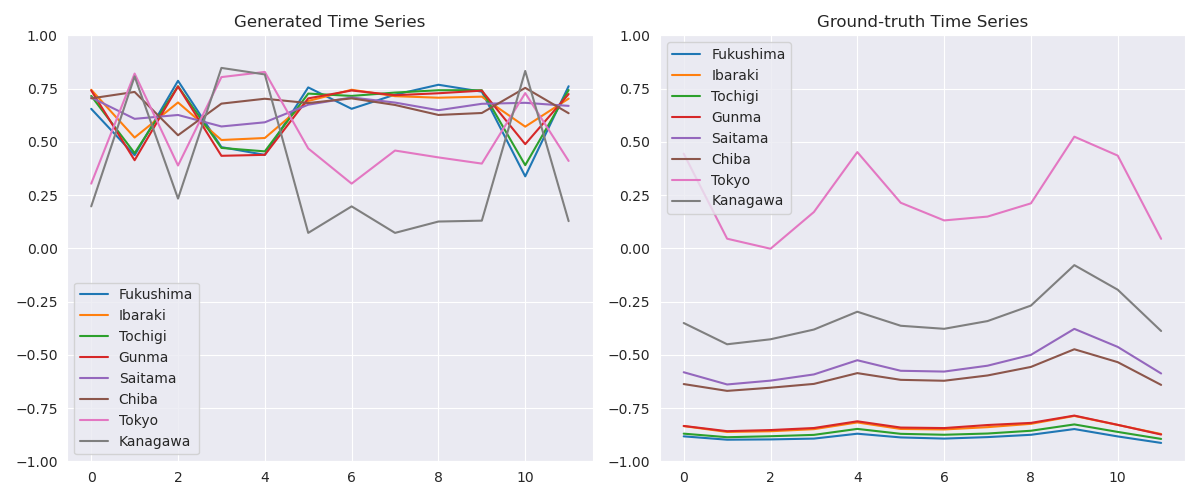 Generated Time Series
1.00
0.75
0.50
0.25
0.00
−0.25
−0.50
−0.75
−1.00
0 2 4 6 8 10
Fukushima
Ibaraki
Tochigi
Gunma
Saitama
Chiba
Tokyo
Kanagawa
Ground-truth Time Series
1.00
0.75
0.50
0.25
0.00
−0.25
−0.50
−0.75
−1.00
0 2 4 6 8 10
Fukushima
Ibaraki
Tochigi
Gunma
Saitama
Chiba
Tokyo
Kanagawa